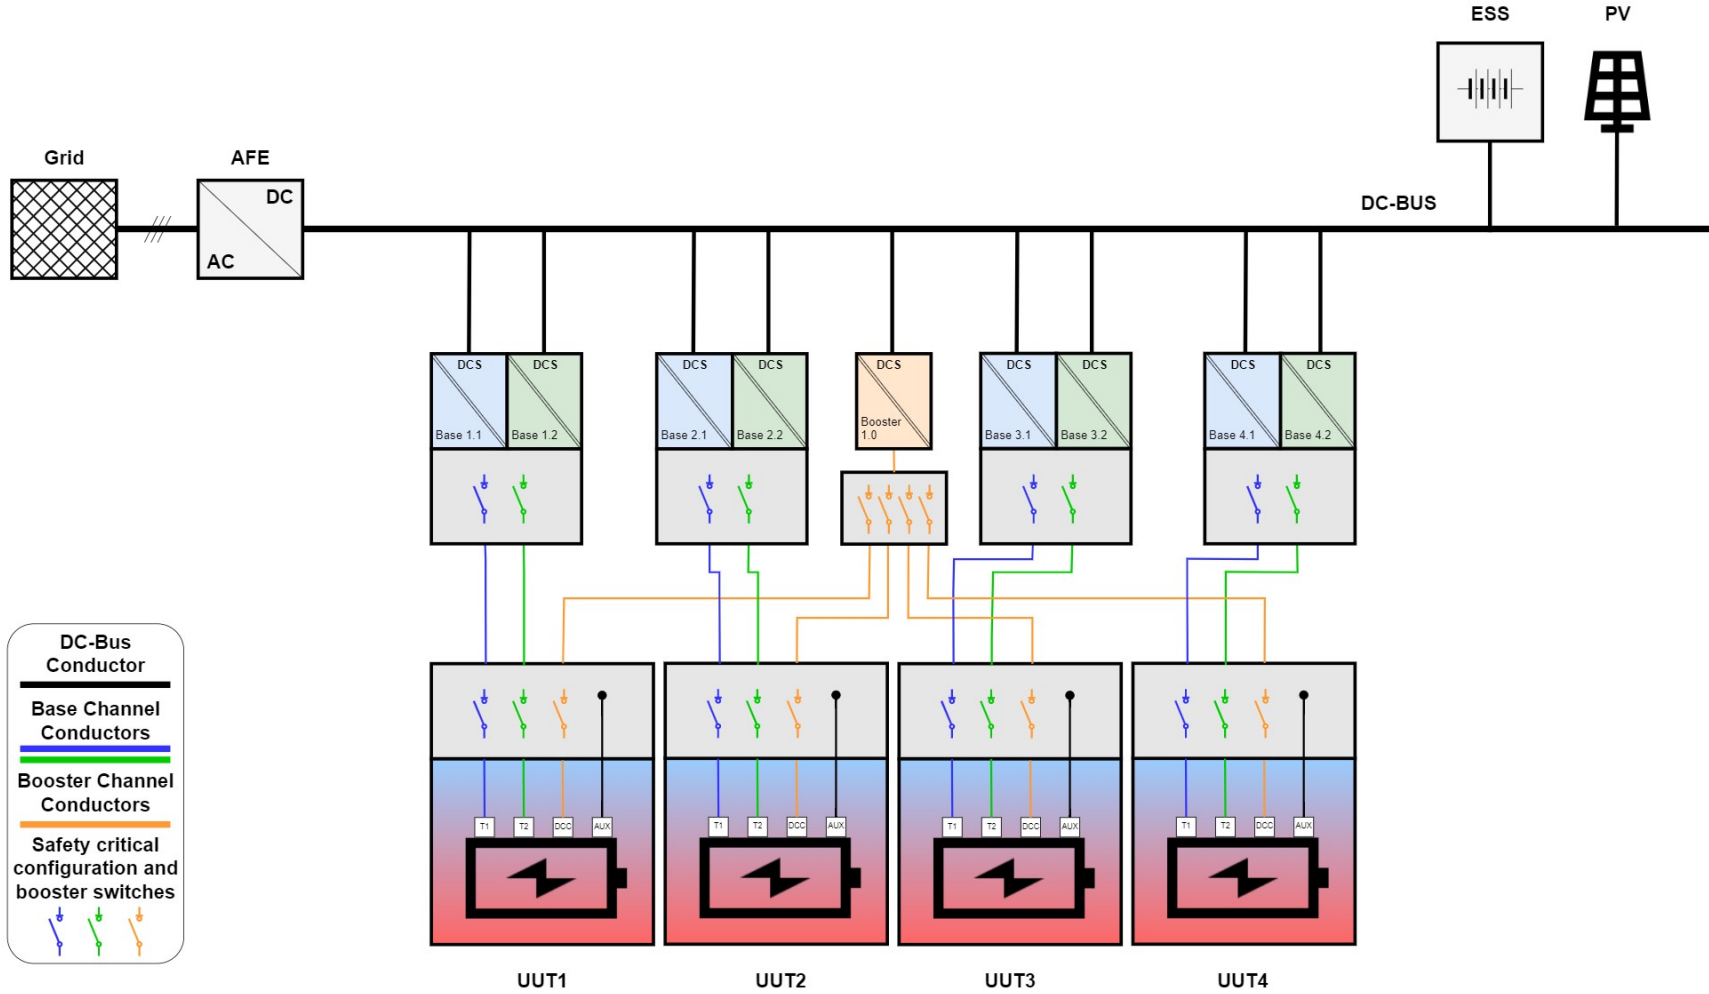 ESS
PV
Grid
AFE
DC
AC
DC-BUS
DCS
Base 1.1
DCS
Base 1.2
DCS
Base 2.1
DCS
Base 2.2
DCS
Booster
1.0
DCS
Base 3.1
DCS
Base 3.2
DCS
Base 4.1
DCS
Base 4.2
DC-Bus
Conductor
Base Channel
Conductors
Booster Channel
Conductors
Safety critical
configuration and
booster switches
T1
T2
DCC
AUX
T1
T2
DCC
AUX
T1
T2
DCC
AUX
T1
T2
DCC
AUX
UUT1
UUT2
UUT3
UUT4